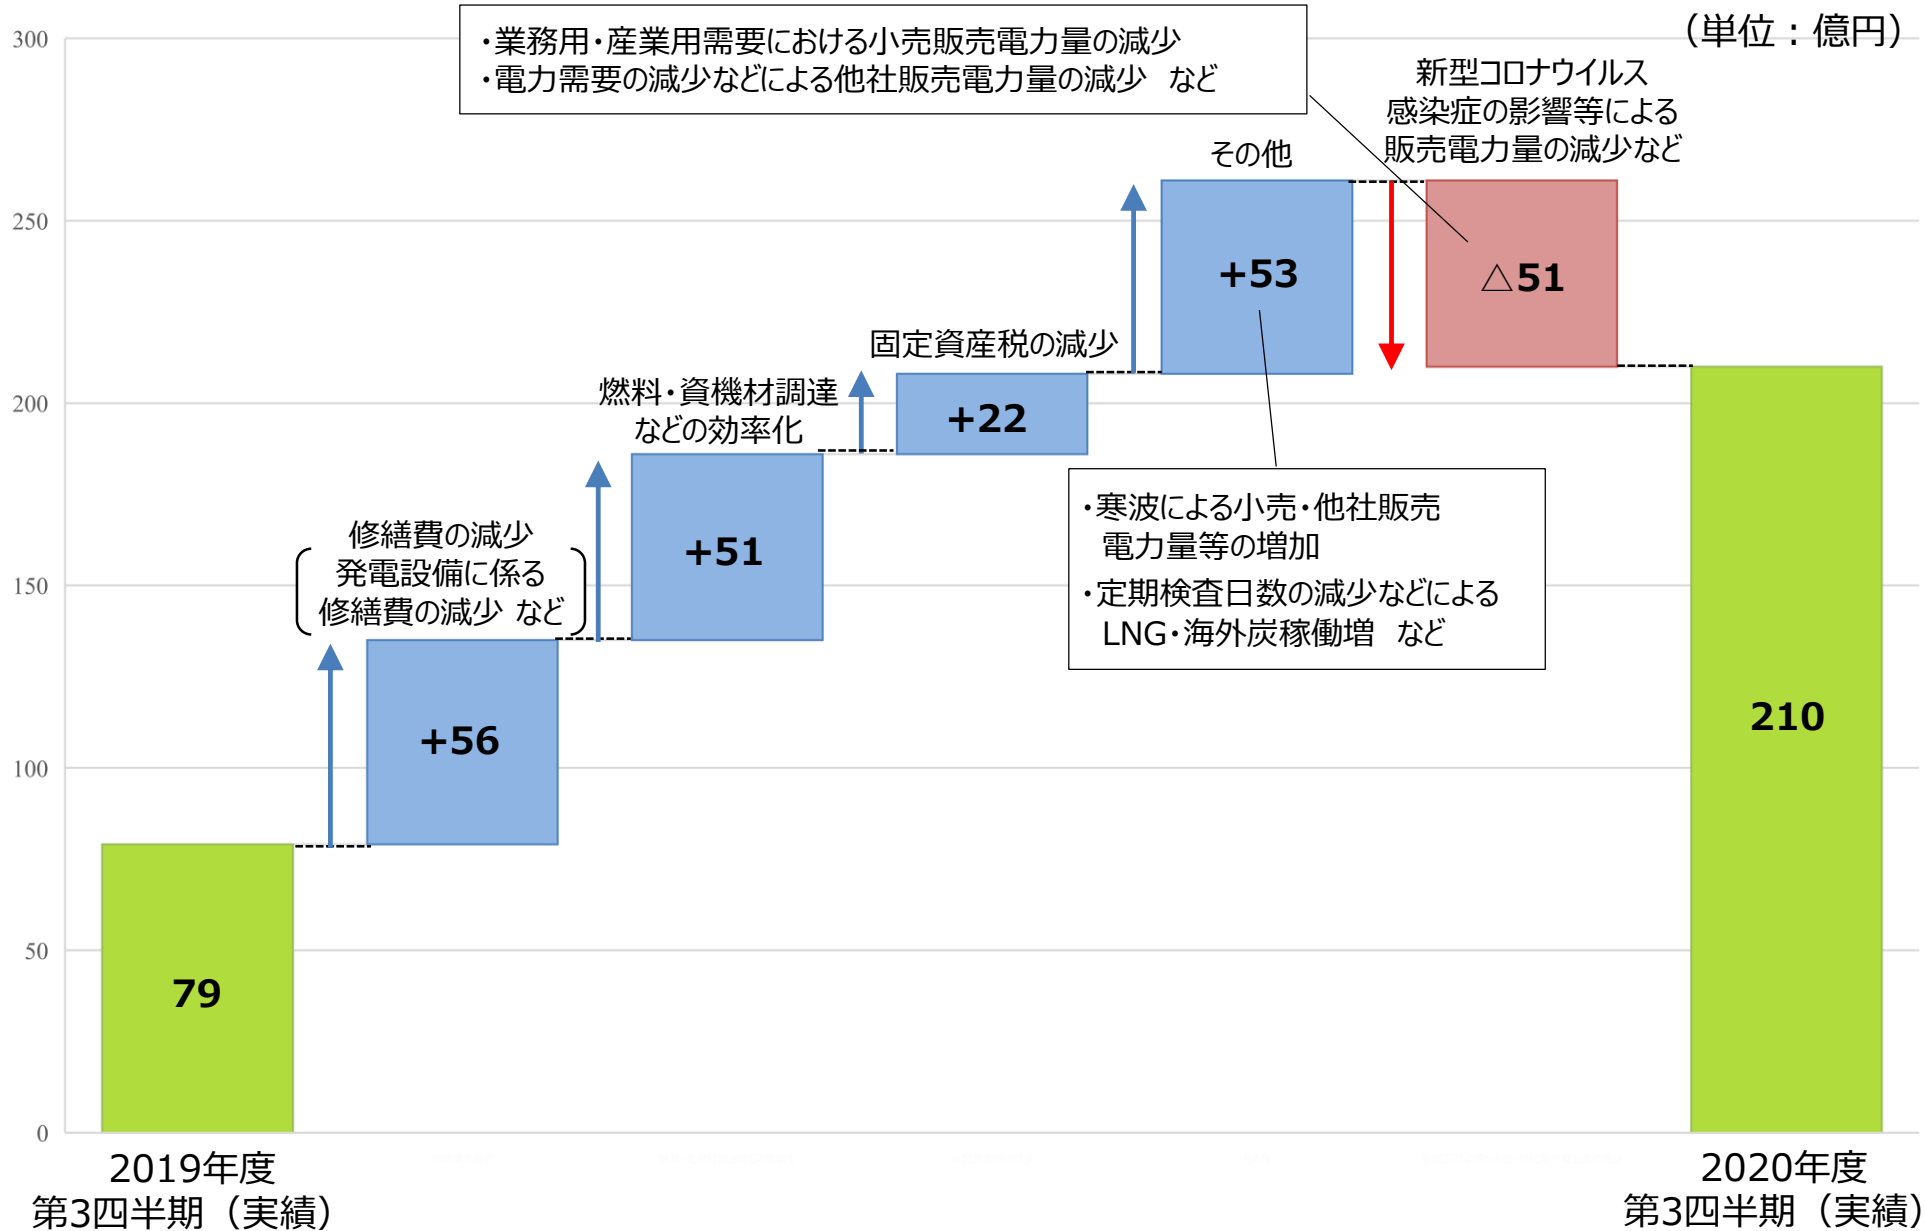 （単位：億円）
・業務用・産業用需要における小売販売電力量の減少
・電力需要の減少などによる他社販売電力量の減少　など
新型コロナウイルス
感染症の影響等による
販売電力量の減少など
その他
+53
△51
固定資産税の減少
+22
燃料・資機材調達
などの効率化
+51
・寒波による小売・他社販売
電力量等の増加
・定期検査日数の減少などによる
LNG・海外炭稼働増　など
修繕費の減少
発電設備に係る
修繕費の減少 など
+56
79
210
300
250
200
150
100
50
0
2019年度
第3四半期（実績）
2020年度
第3四半期（実績）